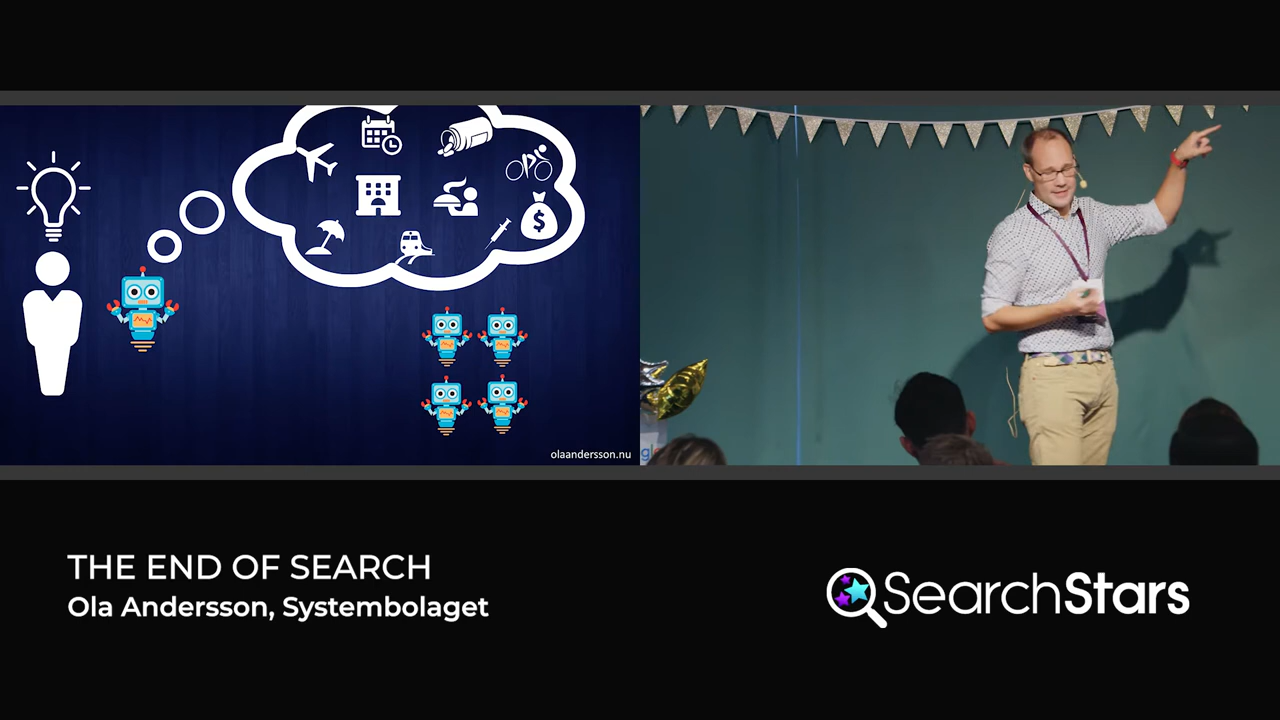 olaandersson.nu
THE END OF SEARCH
Ola Andersson, Systembolaget
SearchStars